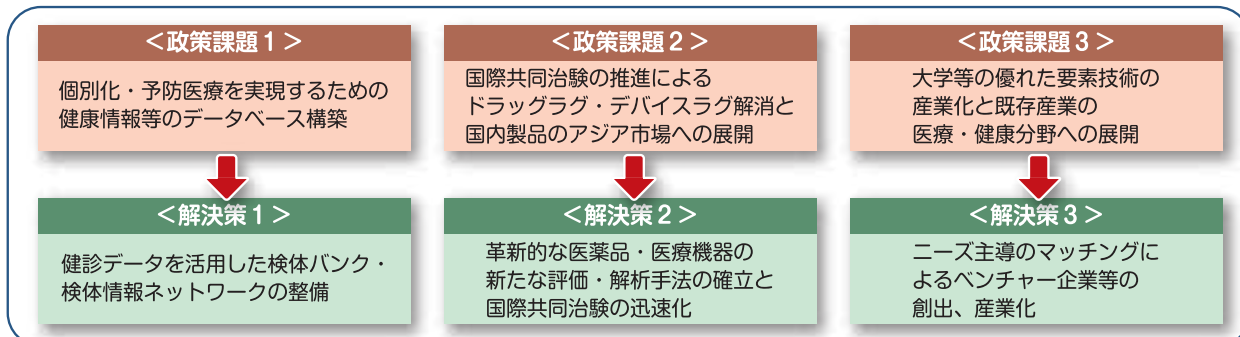 <政策課題1>
個別化・予防医療を実現するための
健康情報等のデータベース構築
<政策課題2>
国際共同治験の推進による
ドラッグラグ・デバイスラグ解消と
国内製品のアジア市場への展開
<政策課題3>
大学等の優れた要素技術の
産業化と既存産業の
医療・健康分野への展開
<解決策1>
健診データを活用した検体バンク・
検体情報ネットワークの整備
<解決策2>
革新的な医薬品・医療機器の
新たな評価・解析手法の確立と
国際共同治験の迅速化
<解決策3>
ニーズ主導のマッチングに
よるベンチャー企業等の
創出、産業化